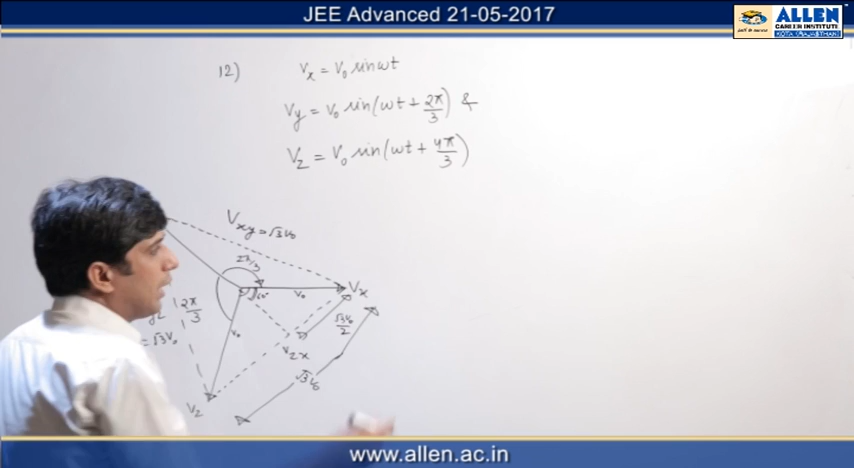 JEE Advanced 21-05-2017
ALLEN
CAREER INSTITUTE
KOTA (RAJASTHAN)
12)
Vx = V₀ sin ωt
Vy = V₀ sin(ωt + 2π/3) &
Vz = V₀ sin(ωt + 4π/3)
Vxy = √3V₀
2π/3
60°
V₀
Vx
2π/3
= √3V₀
V₀
√3V₀/2
Vzx
√3V₀
Vz
www.allen.ac.in